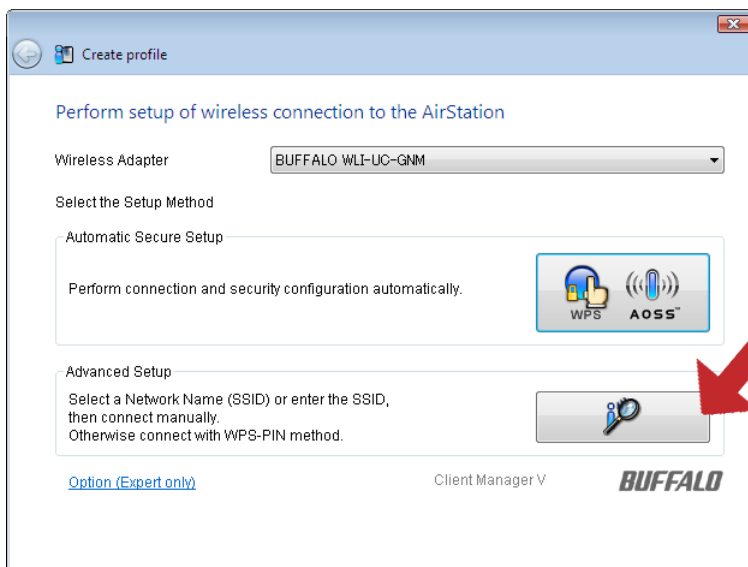 Create profile
Perform setup of wireless connection to the AirStation
Wireless Adapter
BUFFALO WLI-UC-GNM
Select the Setup Method
Automatic Secure Setup
Perform connection and security configuration automatically.
WPS
AOSS™
Advanced Setup
Select a Network Name (SSID) or enter the SSID,
then connect manually.
Otherwise connect with WPS-PIN method.
Option (Expert only)
Client Manager V
BUFFALO